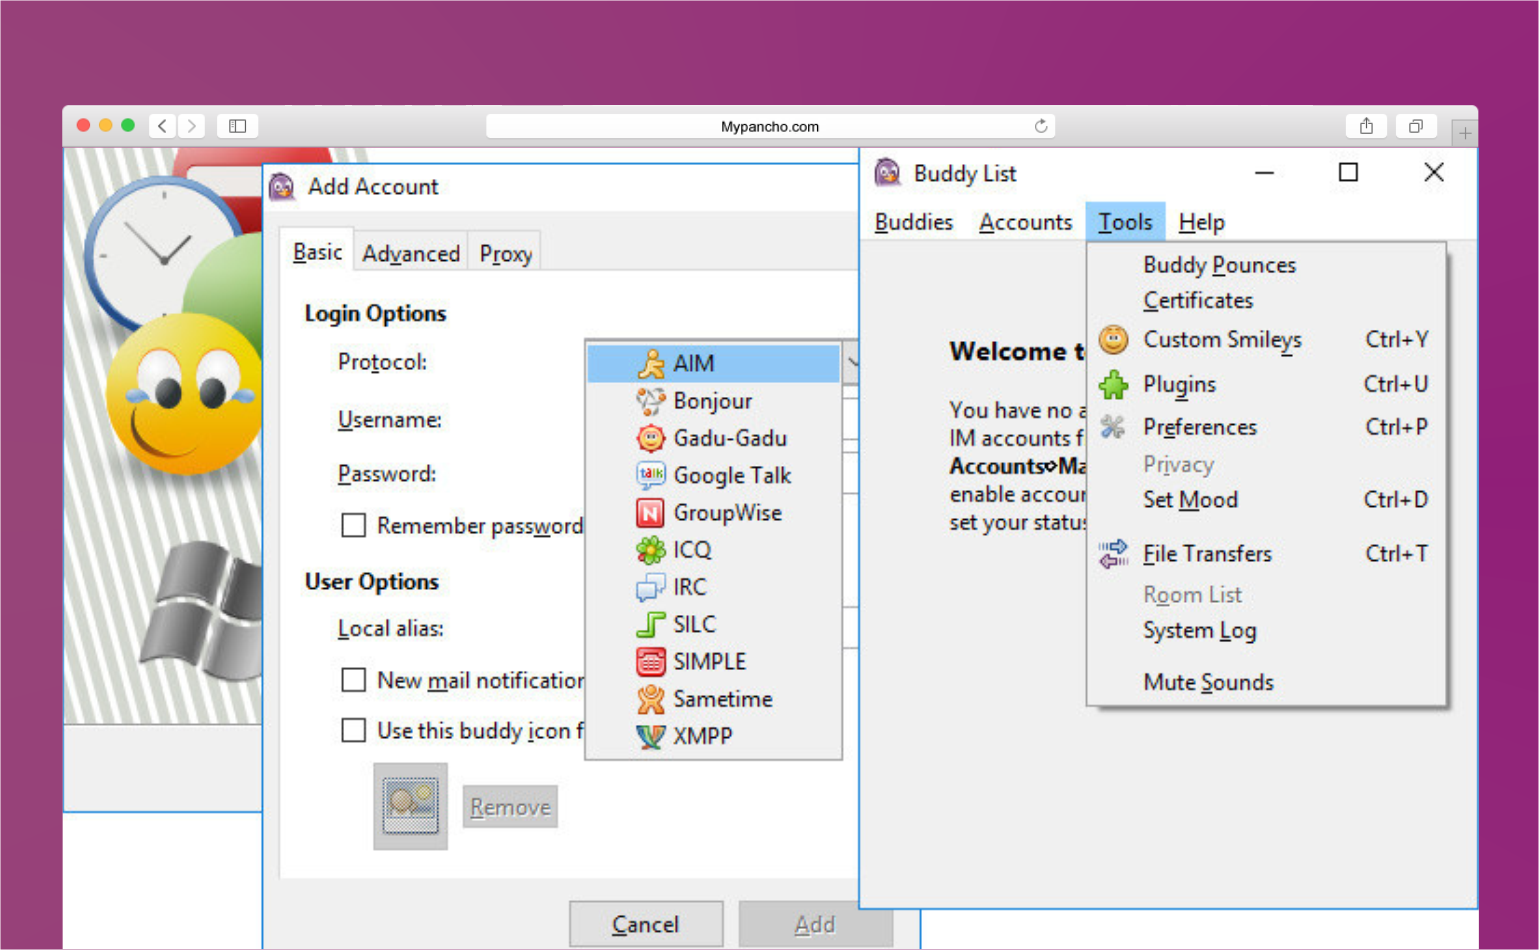 Mypancho.com
Add Account
Basic Advanced Proxy
Login Options
Protocol:
Username:
Password:
Remember password
User Options
Local alias:
New mail notification
Use this buddy icon f
Remove
Cancel
Add
AIM
Bonjour
Gadu-Gadu
talk Google Talk
N GroupWise
ICQ
IRC
SILC
SIMPLE
Sametime
XMPP
Buddy List
Buddies Accounts Tools Help
Welcome t
You have no a
IM accounts f
Accounts▹Ma
enable accour
set your statu
Buddy Pounces
Certificates
Custom Smileys Ctrl+Y
Plugins Ctrl+U
Preferences Ctrl+P
Privacy
Set Mood Ctrl+D
File Transfers Ctrl+T
Room List
System Log
Mute Sounds